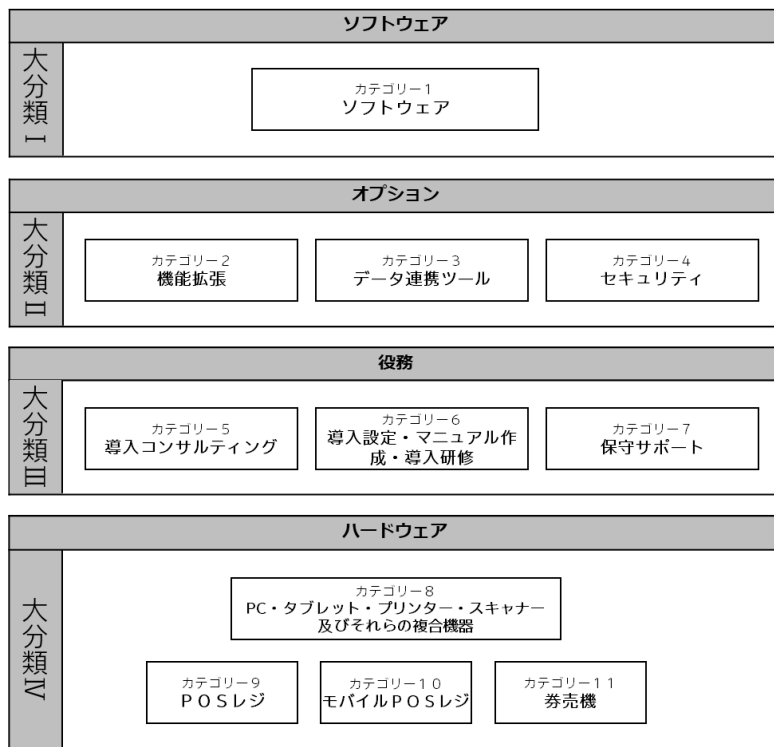 ソフトウェア
大分類Ⅰ
カテゴリー１
ソフトウェア
オプション
大分類Ⅱ
カテゴリー２
機能拡張
カテゴリー３
データ連携ツール
カテゴリー４
セキュリティ
役務
大分類Ⅲ
カテゴリー５
導入コンサルティング
カテゴリー６
導入設定・マニュアル作
成・導入研修
カテゴリー７
保守サポート
ハードウェア
大分類Ⅳ
カテゴリー８
PC・タブレット・プリンター・スキャナー
及びそれらの複合機器
カテゴリー９
ＰＯＳレジ
カテゴリー１０
モバイルＰＯＳレジ
カテゴリー１１
券売機